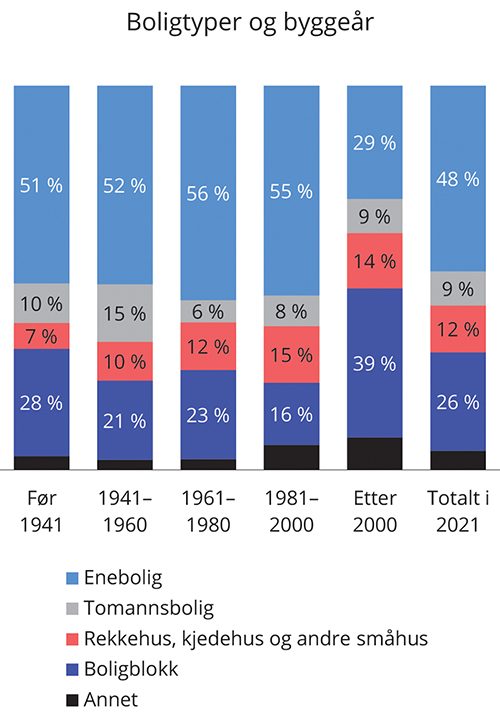 Boligtyper og byggeår
51 % 52 % 56 % 55 % 29 % 48 %
10 % 15 % 6 % 8 % 9 % 9 %
7 % 10 % 12 % 15 % 14 % 12 %
28 % 21 % 23 % 16 % 39 % 26 %
Før 1941– 1961– 1981– Etter Totalt i
1941 1960 1980 2000 2000 2021
Enebolig
Tomannsbolig
Rekkehus, kjedehus og andre småhus
Boligblokk
Annet